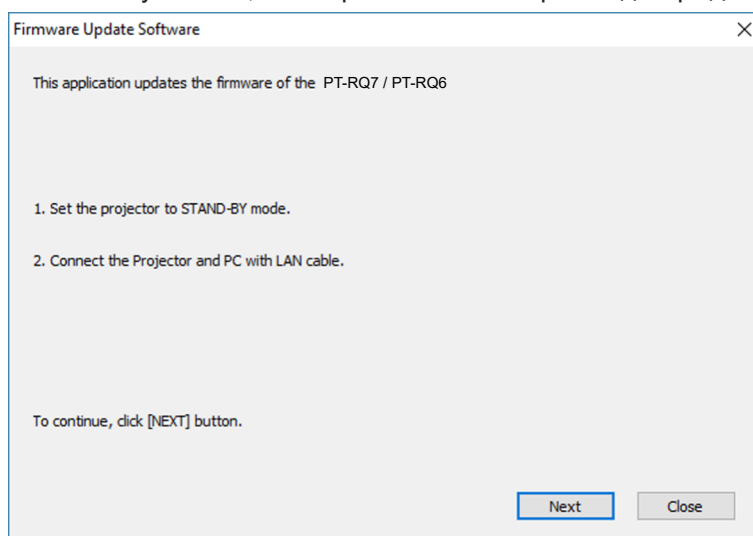 Firmware Update Software
This application updates the firmware of the PT-RQ7 / PT-RQ6
1. Set the projector to STAND-BY mode.
2. Connect the Projector and PC with LAN cable.
To continue, click [NEXT] button.
Next Close